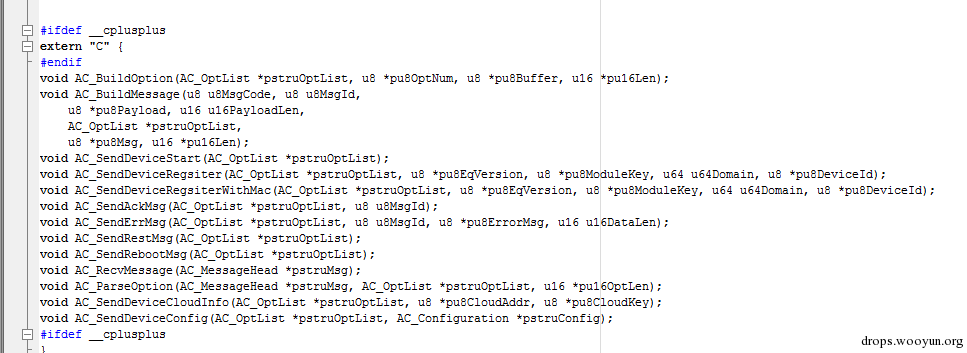 #ifdef __cplusplus
extern "C" {
#endif
void AC_BuildOption(AC_OptList *pstruOptList, u8 *pu8OptNum, u8 *pu8Buffer, u16 *pu16Len);
void AC_BuildMessage(u8 u8MsgCode, u8 u8MsgId,
u8 *pu8Payload, u16 u16PayloadLen,
AC_OptList *pstruOptList,
u8 *pu8Msg, u16 *pu16Len);
void AC_SendDeviceStart(AC_OptList *pstruOptList);
void AC_SendDeviceRegsiter(AC_OptList *pstruOptList, u8 *pu8EqVersion, u8 *pu8ModuleKey, u64 u64Domain, u8 *pu8DeviceId);
void AC_SendDeviceRegsiterWithMac(AC_OptList *pstruOptList, u8 *pu8EqVersion, u8 *pu8ModuleKey, u64 u64Domain, u8 *pu8DeviceId);
void AC_SendAckMsg(AC_OptList *pstruOptList, u8 u8MsgId);
void AC_SendErrMsg(AC_OptList *pstruOptList, u8 u8MsgId, u8 *pu8ErrorMsg, u16 u16DataLen);
void AC_SendRestMsg(AC_OptList *pstruOptList);
void AC_SendRebootMsg(AC_OptList *pstruOptList);
void AC_RecvMessage(AC_MessageHead *pstruMsg);
void AC_ParseOption(AC_MessageHead *pstruMsg, AC_OptList *pstruOptList, u16 *pu16OptLen);
void AC_SendDeviceCloudInfo(AC_OptList *pstruOptList, u8 *pu8CloudAddr, u8 *pu8CloudKey);
void AC_SendDeviceConfig(AC_OptList *pstruOptList, AC_Configuration *pstruConfig);
#ifdef __cplusplus
}
drops.wooyun.org